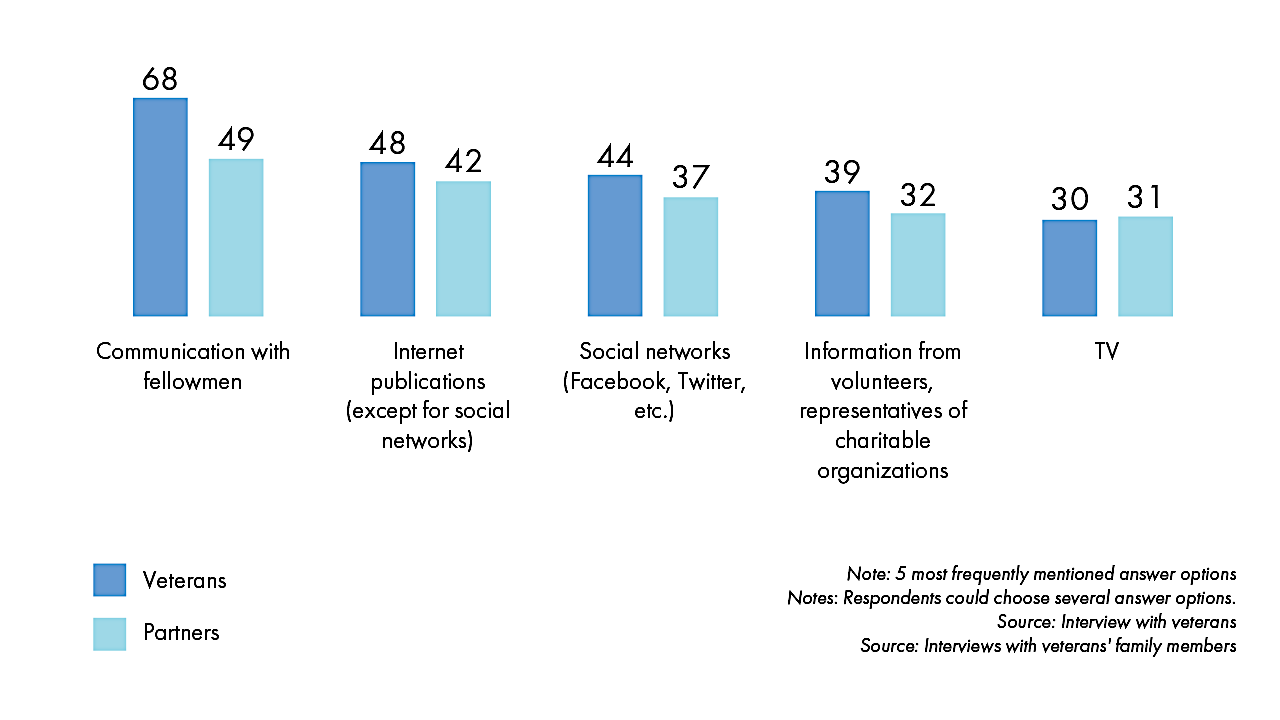 68
49
48
42
44
37
39
32
30
31
Communication with
fellowmen
Internet
publications
(except for social
networks)
Social networks
(Facebook, Twitter,
etc.)
Information from
volunteers,
representatives of
charitable
organizations
TV
Veterans
Partners
Note: 5 most frequently mentioned answer options
Notes: Respondents could choose several answer options.
Source: Interview with veterans
Source: Interviews with veterans' family members